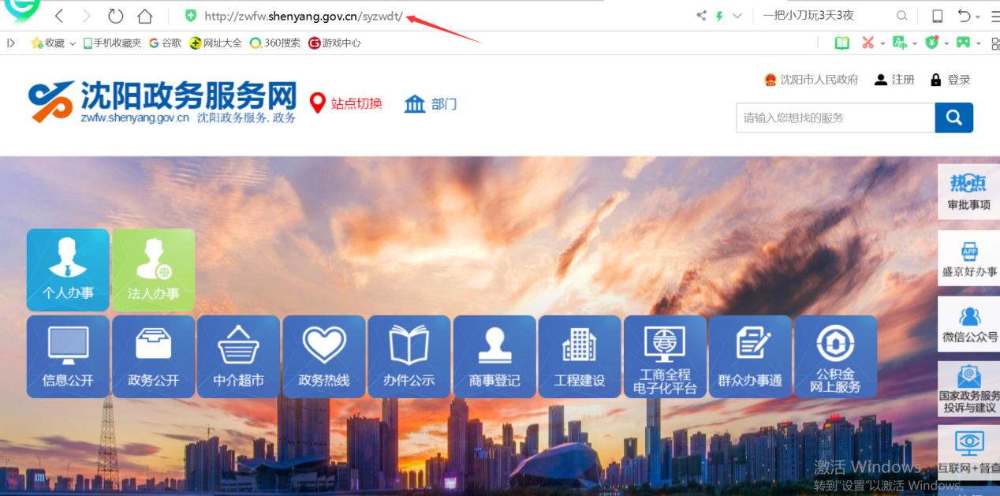 http://zwfw.shenyang.gov.cn/syzwdt/
一把小刀玩3天3夜
收藏 手机收藏夹 谷歌 网址大全 360搜索 游戏中心
沈阳市人民政府 注册 登录
沈阳政务服务网
zwfw.shenyang.gov.cn 沈阳政务服务.政务
站点切换 部门
请输入您想找的服务
热点
审批事项
个人办事 法人办事
APP
盛京好办事
微信公众号
信息公开 政务公开 中介超市 政务热线 办件公示 商事登记 工程建设
工商全程
电子化平台
群众办事通
公积金
网上服务
国家政务服务
投诉与建议
互联网+督查
激活 Windows
转到"设置"以激活 Windows。